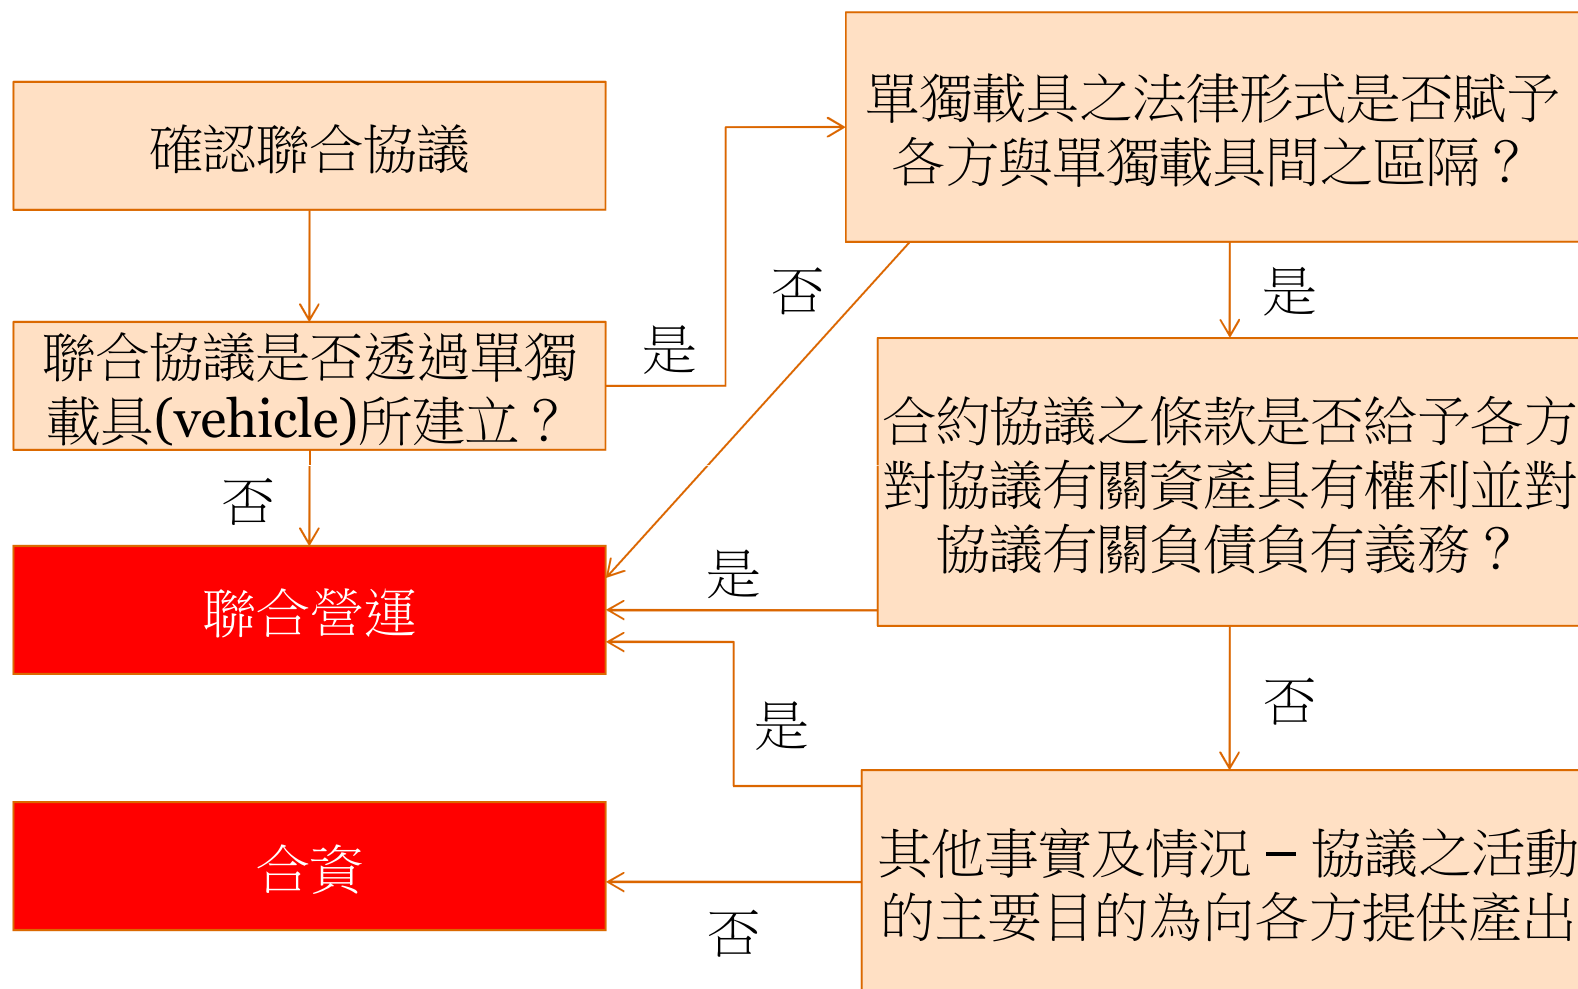 確認聯合協議
聯合協議是否透過單獨
載具(vehicle)所建立？
是
否
單獨載具之法律形式是否賦予
各方與單獨載具間之區隔？
否
是
合約協議之條款是否給予各方
對協議有關資產具有權利並對
協議有關負債負有義務？
是
否
聯合營運
其他事實及情況 – 協議之活動
的主要目的為向各方提供產出
是
否
合資